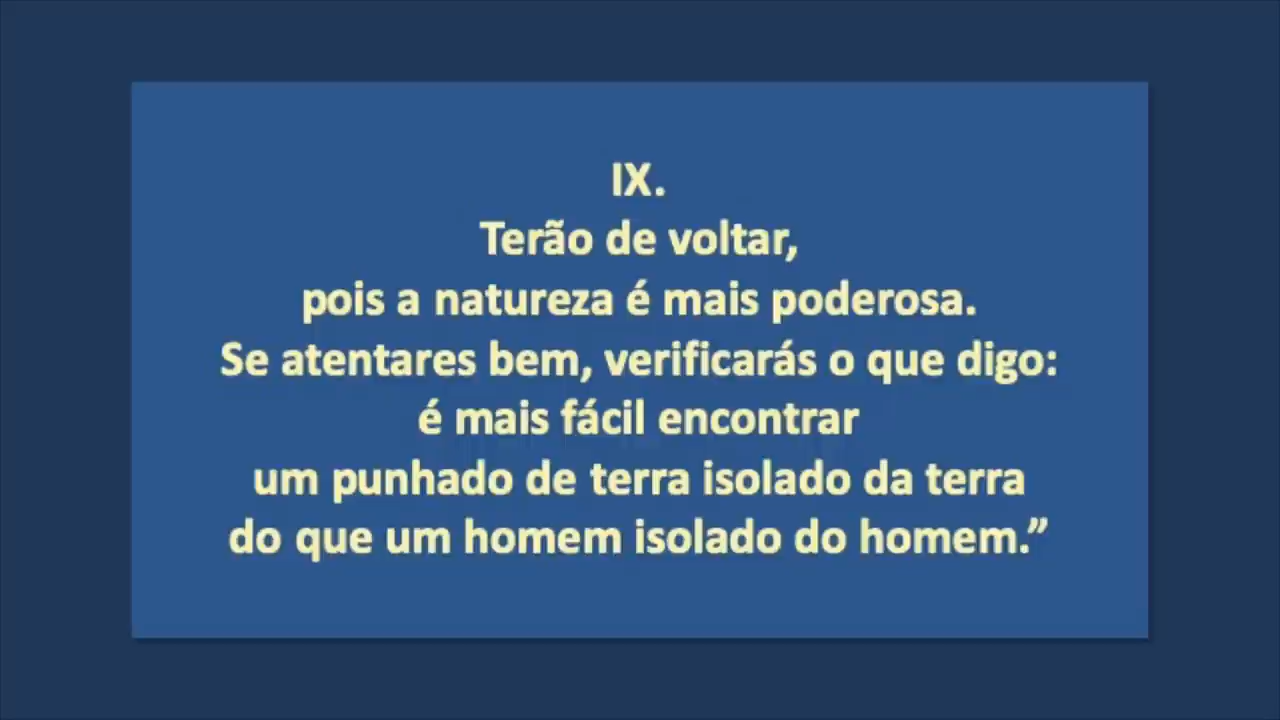 IX.
Terão de voltar,
pois a natureza é mais poderosa.
Se atentares bem, verificarás o que digo:
é mais fácil encontrar
um punhado de terra isolado da terra
do que um homem isolado do homem.”